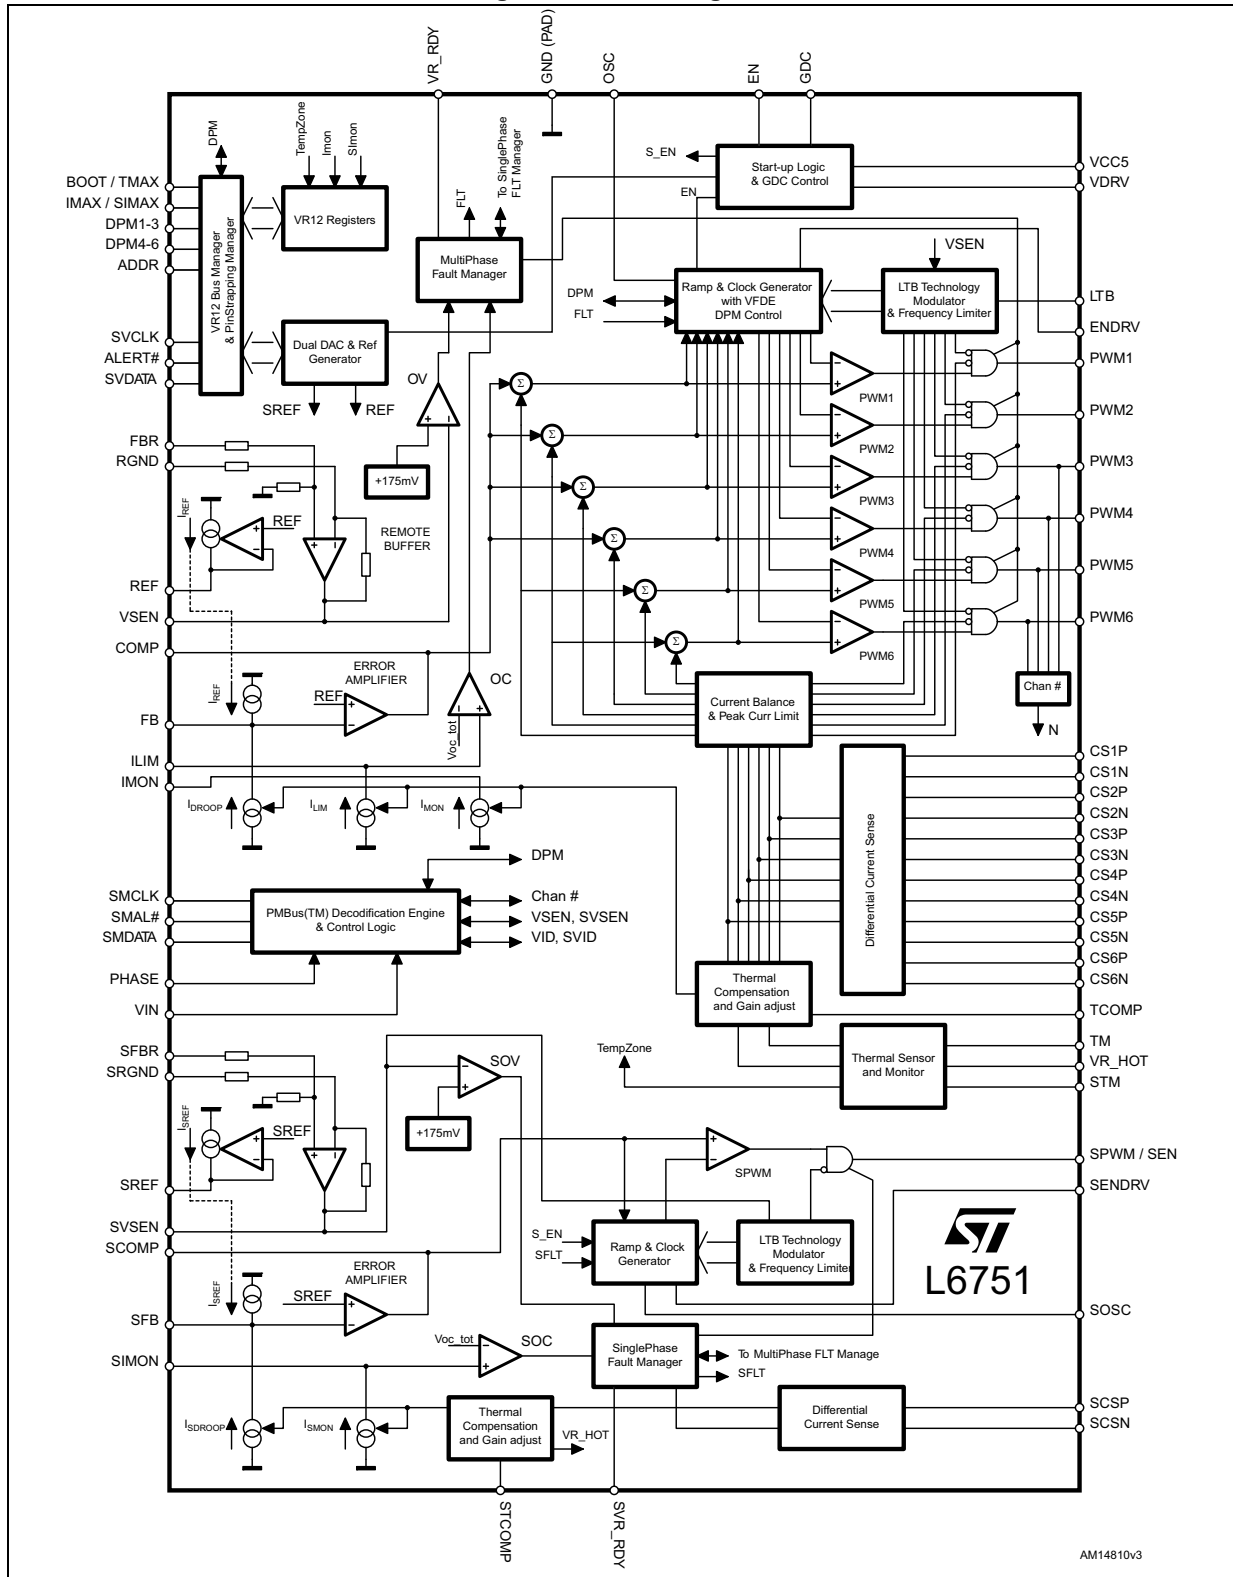 VR_RDY
GND (PAD)
OSC
EN
GDC
DPM
TempZone
Imon
SImon
To SinglePhase
FLT Manager
FLT
S_EN
EN
Start-up Logic
& GDC Control
VCC5
VDRV
BOOT / TMAX
IMAX / SIMAX
DPM1-3
DPM4-6
ADDR
VR12 Bus Manager
& PinStrapping Manager
VR12 Registers
MultiPhase
Fault Manager
DPM
FLT
Ramp & Clock Generator
with VFDE
DPM Control
VSEN
LTB Technology
Modulator
& Frequency Limiter
LTB
ENDRV
SVCLK
ALERT#
SVDATA
Dual DAC & Ref
Generator
SREF
REF
OV
+175mV
Σ
Σ
Σ
Σ
Σ
Σ
PWM1
PWM2
PWM3
PWM4
PWM5
PWM6
PWM1
PWM2
PWM3
PWM4
PWM5
PWM6
Chan #
N
FBR
RGND
IREF
REF
REMOTE
BUFFER
REF
VSEN
COMP
IREF
ERROR
AMPLIFIER
REF
OC
Voc_tot
Current Balance
& Peak Curr Limit
FB
ILIM
IMON
IDROOP
ILIM
IMON
Differential Current Sense
CS1P
CS1N
CS2P
CS2N
CS3P
CS3N
CS4P
CS4N
CS5P
CS5N
CS6P
CS6N
SMCLK
SMAL#
SMDATA
PHASE
VIN
PMBus(TM) Decodification Engine
& Control Logic
DPM
Chan #
VSEN, SVSEN
VID, SVID
Thermal
Compensation
and Gain adjust
TCOMP
TempZone
Thermal Sensor
and Monitor
TM
VR_HOT
STM
SFBR
SRGND
ISREF
SREF
SOV
+175mV
SREF
SVSEN
SCOMP
SPWM
SPWM / SEN
SENDRV
S_EN
SFLT
Ramp & Clock
Generator
LTB Technology
Modulator
& Frequency Limiter
ST
L6751
ISREF
ERROR
AMPLIFIER
SREF
SFB
SIMON
Voc_tot
SOC
SinglePhase
Fault Manager
To MultiPhase FLT Manage
SFLT
SOSC
ISDROOP
ISMON
Thermal
Compensation
and Gain adjust
VR_HOT
Differential
Current Sense
SCSP
SCSN
STCOMP
SVR_RDY
AM14810v3